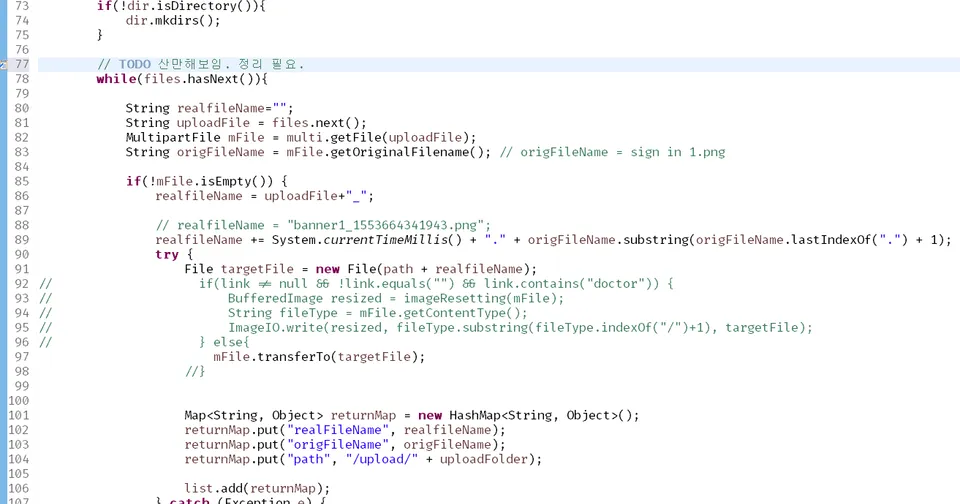 73 if(!dir.isDirectory()){
74 dir.mkdirs();
75 }
76
77 // TODO 산만해보임. 정리 필요.
78 while(files.hasNext()){
79
80 String realfileName="";
81 String uploadFile = files.next();
82 MultipartFile mFile = multi.getFile(uploadFile);
83 String origFileName = mFile.getOriginalFilename(); // origFileName = sign in 1.png
84
85 if(!mFile.isEmpty()) {
86 realfileName = uploadFile+"_";
87
88 // realfileName = "banner1_1553664341943.png";
89 realfileName += System.currentTimeMillis() + "." + origFileName.substring(origFileName.lastIndexOf(".") + 1);
90 try {
91 File targetFile = new File(path + realfileName);
92 // if(link != null && !link.equals("") && link.contains("doctor")) {
93 // BufferedImage resized = imageResetting(mFile);
94 // String fileType = mFile.getContentType();
95 // ImageIO.write(resized, fileType.substring(fileType.indexOf("/")+1), targetFile);
96 // } else{
97 mFile.transferTo(targetFile);
98 //}
99
100
101 Map<String, Object> returnMap = new HashMap<String, Object>();
102 returnMap.put("realFileName", realfileName);
103 returnMap.put("origFileName", origFileName);
104 returnMap.put("path", "/upload/" + uploadFolder);
105
106 list.add(returnMap);
107 } catch (Exception e) {